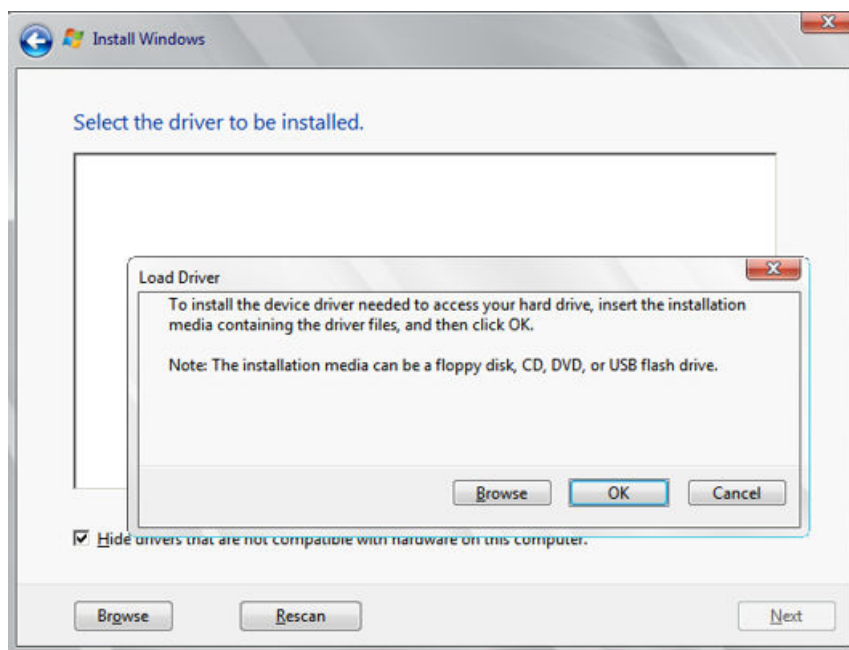 Install Windows
Select the driver to be installed.
Load Driver
To install the device driver needed to access your hard drive, insert the installation
media containing the driver files, and then click OK.
Note: The installation media can be a floppy disk, CD, DVD, or USB flash drive.
Browse
OK
Cancel
Hide drivers that are not compatible with hardware on this computer.
Browse
Rescan
Next